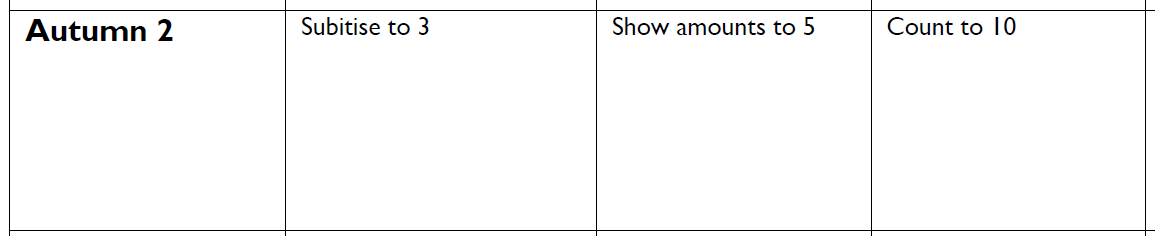 Autumn 2
Subitise to 3
Show amounts to 5
Count to 10